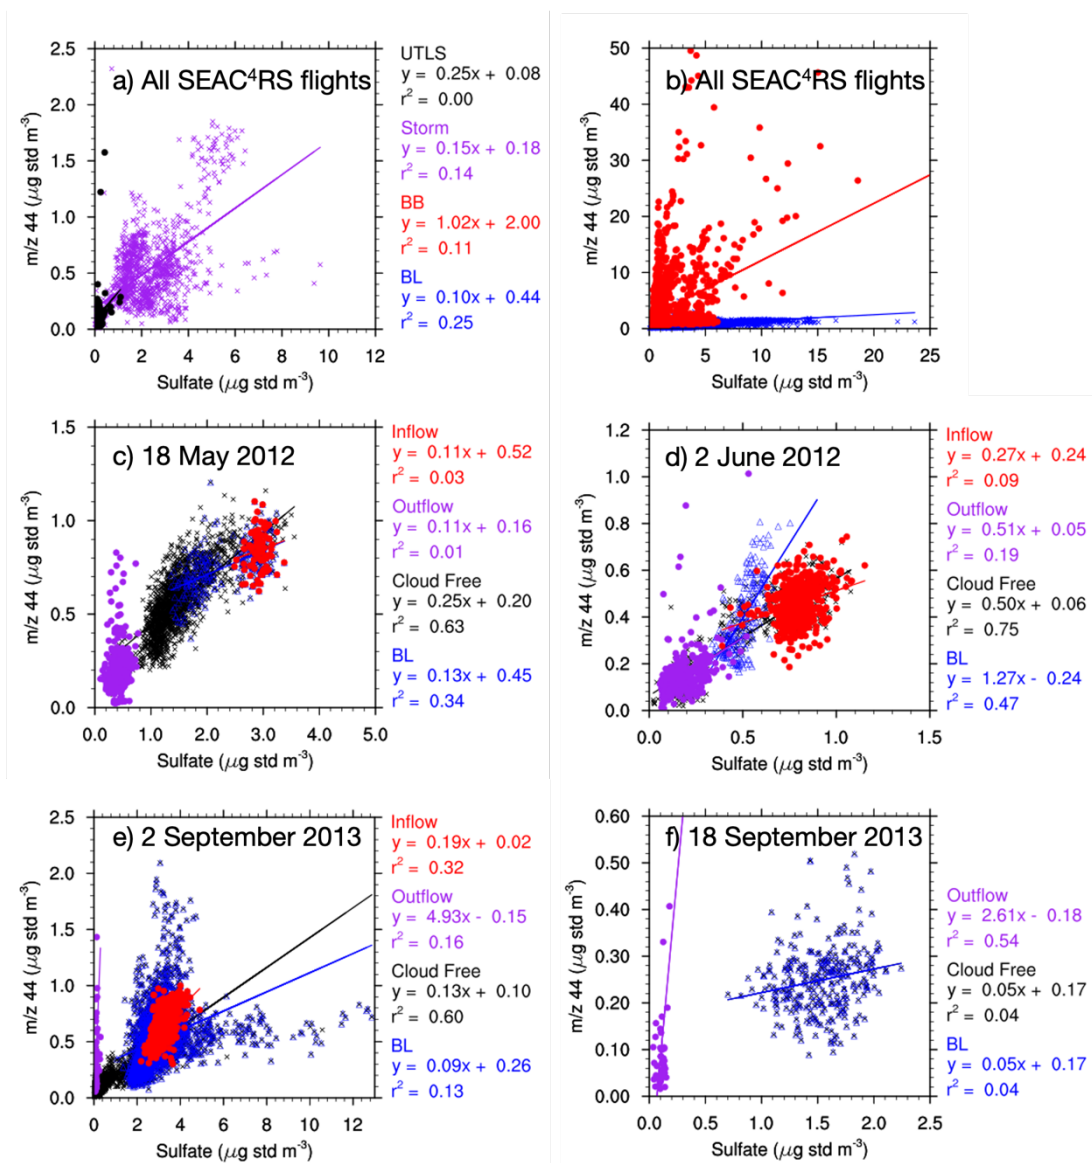 a) All SEAC⁴RS flights
2.5
2.0
1.5
1.0
0.5
0.0
m/z 44 (μg std m⁻³)
0 2 4 6 8 10 12
Sulfate (μg std m⁻³)
UTLS
y = 0.25x + 0.08
r² = 0.00
Storm
y = 0.15x + 0.18
r² = 0.14
BB
y = 1.02x + 2.00
r² = 0.11
BL
y = 0.10x + 0.44
r² = 0.25
b) All SEAC⁴RS flights
50
40
30
20
10
0
m/z 44 (μg std m⁻³)
0 5 10 15 20 25
Sulfate (μg std m⁻³)
c) 18 May 2012
1.5
1.0
0.5
0.0
m/z 44 (μg std m⁻³)
0.0 1.0 2.0 3.0 4.0 5.0
Sulfate (μg std m⁻³)
Inflow
y = 0.11x + 0.52
r² = 0.03
Outflow
y = 0.11x + 0.16
r² = 0.01
Cloud Free
y = 0.25x + 0.20
r² = 0.63
BL
y = 0.13x + 0.45
r² = 0.34
d) 2 June 2012
1.2
1.0
0.8
0.6
0.4
0.2
0.0
m/z 44 (μg std m⁻³)
0.0 0.5 1.0 1.5
Sulfate (μg std m⁻³)
Inflow
y = 0.27x + 0.24
r² = 0.09
Outflow
y = 0.51x + 0.05
r² = 0.19
Cloud Free
y = 0.50x + 0.06
r² = 0.75
BL
y = 1.27x - 0.24
r² = 0.47
e) 2 September 2013
2.5
2.0
1.5
1.0
0.5
0.0
m/z 44 (μg std m⁻³)
0 2 4 6 8 10 12
Sulfate (μg std m⁻³)
Inflow
y = 0.19x + 0.02
r² = 0.32
Outflow
y = 4.93x - 0.15
r² = 0.16
Cloud Free
y = 0.13x + 0.10
r² = 0.60
BL
y = 0.09x + 0.26
r² = 0.13
f) 18 September 2013
0.60
0.50
0.40
0.30
0.20
0.10
0.00
m/z 44 (μg std m⁻³)
0.0 0.5 1.0 1.5 2.0 2.5
Sulfate (μg std m⁻³)
Outflow
y = 2.61x - 0.18
r² = 0.54
Cloud Free
y = 0.05x + 0.17
r² = 0.04
BL
y = 0.05x + 0.17
r² = 0.04